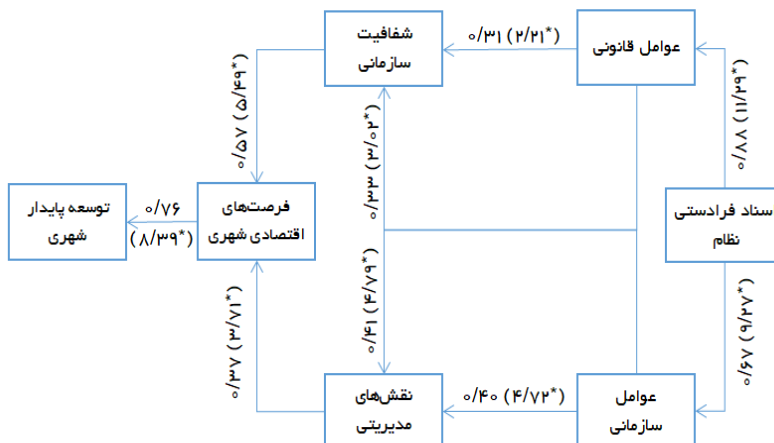 عوامل قانونی
۰/۳۱ (۲/۲۱*)
شفافیت
سازمانی
۰/۸۸ (۱۱/۲۹*)
۰/۵۷ (۵/۴۹*)
۰/۳۳ (۳/۰۲*)
سناد فرادستی
نظام
فرصت‌های
اقتصادی شهری
۰/۷۶
(۸/۳۹*)
توسعه پایدار
شهری
۰/۶۷ (۹/۲۷*)
۰/۴۱ (۴/۷۹*)
۰/۳۷ (۳/۷۱*)
عوامل
سازمانی
۰/۴۰ (۴/۷۲*)
نقش‌های
مدیریتی